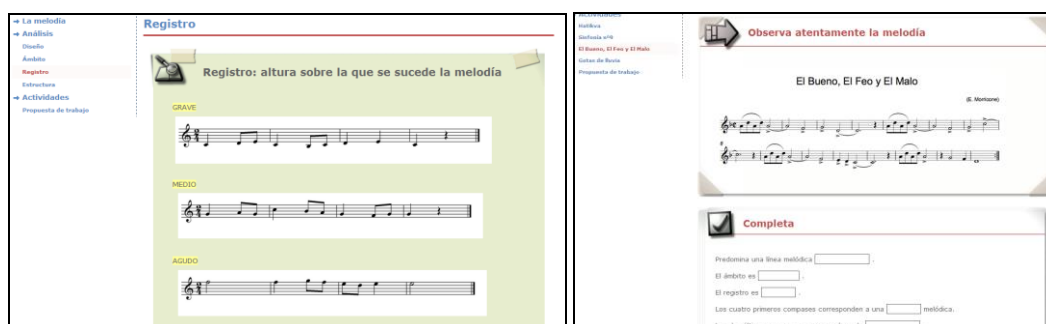 → La melodía
→ Análisis
Diseño
Ámbito
Registro
Estructura
→ Actividades
Propuesta de trabajo
Registro
Registro: altura sobre la que se sucede la melodía
GRAVE
MEDIO
AGUDO
Actividades
Hatikva
Sinfonía nº4
El Bueno, El Feo y El Malo
Gotas de lluvia
Propuesta de trabajo
Observa atentamente la melodía
El Bueno, El Feo y El Malo
(E. Morricone)
Completa
Predomina una línea melódica .
El ámbito es .
El registro es .
Los cuatro primeros compases corresponden a una melódica.